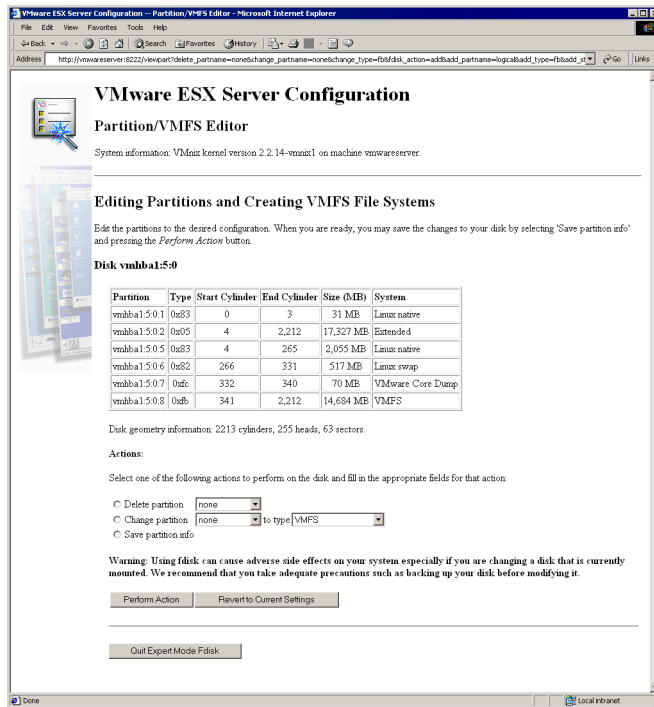 VMware ESX Server Configuration -- Partition/VMFS Editor - Microsoft Internet Explorer
File Edit View Favorites Tools Help
Back Search Favorites History
Address http://vmwareserver:8222/viewpart?delete_partname=none&change_partname=none&change_type=fb&fdisk_action=add&add_partname=logical&add_type=fb&add_st Go Links
VMware ESX Server Configuration
Partition/VMFS Editor
System information: VMnix kernel version 2.2.14-vmnix1 on machine vmwareserver.
Editing Partitions and Creating VMFS File Systems
Edit the partitions to the desired configuration. When you are ready, you may save the changes to your disk by selecting 'Save partition info'
and pressing the Perform Action button.
Disk vmhba1:5:0
Partition Type Start Cylinder End Cylinder Size (MB) System
vmhba1:5:0:1 0x83 0 3 31 MB Linux native
vmhba1:5:0:2 0x05 4 2,212 17,327 MB Extended
vmhba1:5:0:5 0x83 4 265 2,055 MB Linux native
vmhba1:5:0:6 0x82 266 331 517 MB Linux swap
vmhba1:5:0:7 0xfc 332 340 70 MB VMware Core Dump
vmhba1:5:0:8 0xfb 341 2,212 14,684 MB VMFS
Disk geometry information: 2213 cylinders, 255 heads, 63 sectors.
Actions:
Select one of the following actions to perform on the disk and fill in the appropriate fields for that action:
Delete partition none
Change partition none to type VMFS
Save partition info
Warning: Using fdisk can cause adverse side effects on your system especially if you are changing a disk that is currently
mounted. We recommend that you take adequate precautions such as backing up your disk before modifying it.
Perform Action Revert to Current Settings
Quit Expert Mode Fdisk
Done Local intranet